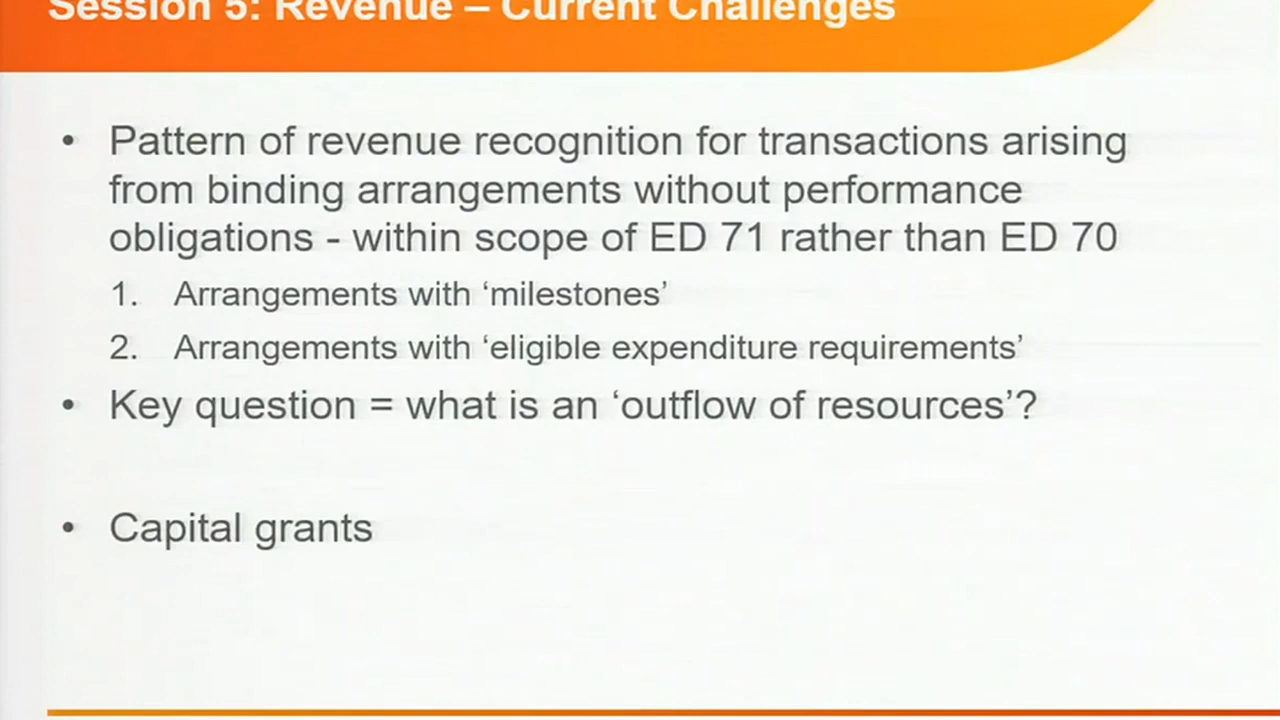 Session 5: Revenue – Current Challenges
• Pattern of revenue recognition for transactions arising
from binding arrangements without performance
obligations - within scope of ED 71 rather than ED 70
1. Arrangements with ‘milestones’
2. Arrangements with ‘eligible expenditure requirements’
• Key question = what is an ‘outflow of resources’?
• Capital grants